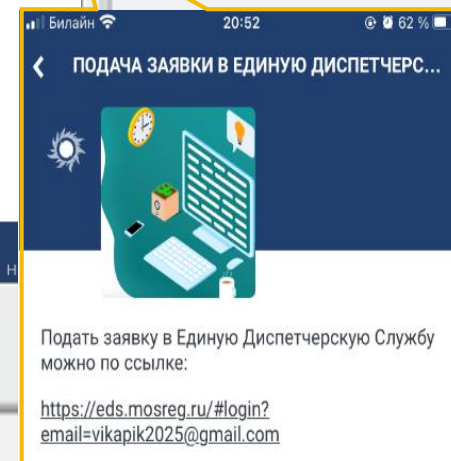 Билайн 20:52 62 %
ПОДАЧА ЗАЯВКИ В ЕДИНУЮ ДИСПЕТЧЕРС...
Н
Подать заявку в Единую Диспетчерскую Службу
можно по ссылке:
https://eds.mosreg.ru/#login?
email=vikapik2025@gmail.com